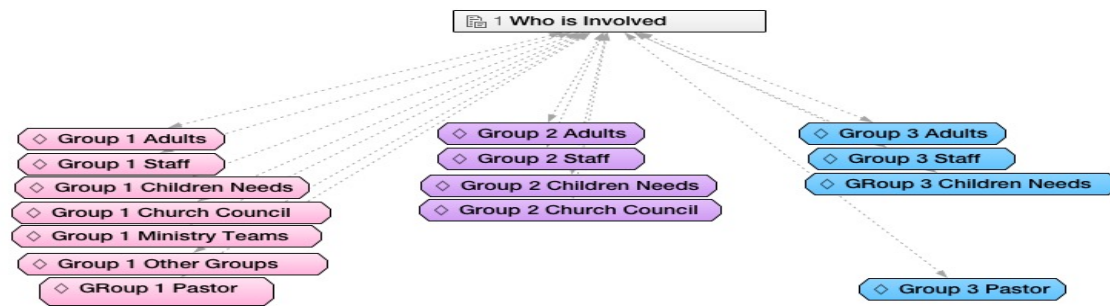 1 Who is Involved
Group 1 Adults
Group 1 Staff
Group 1 Children Needs
Group 1 Church Council
Group 1 Ministry Teams
Group 1 Other Groups
GRoup 1 Pastor
Group 2 Adults
Group 2 Staff
Group 2 Children Needs
Group 2 Church Council
Group 3 Adults
Group 3 Staff
GRoup 3 Children Needs
Group 3 Pastor